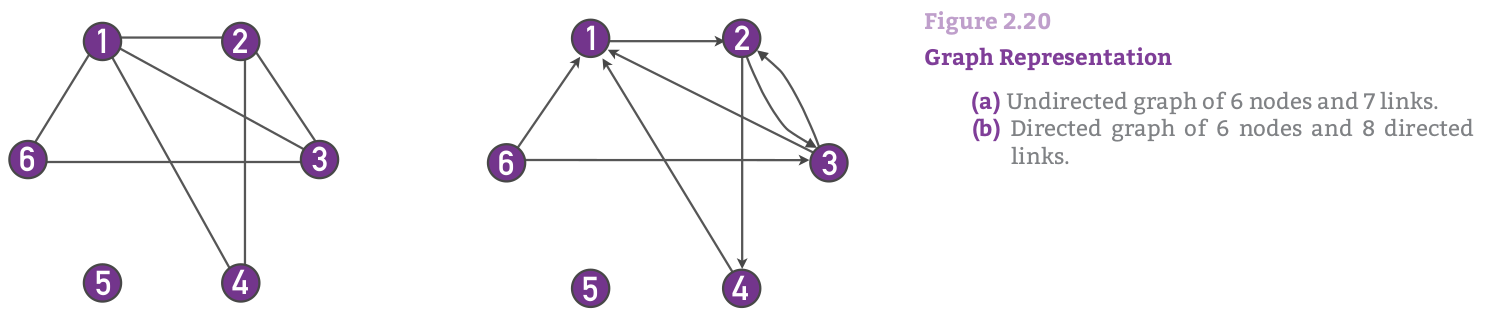 1
2
6
3
5
4
1
2
6
3
5
4
Figure 2.20
Graph Representation
(a) Undirected graph of 6 nodes and 7 links.
(b) Directed graph of 6 nodes and 8 directed
links.